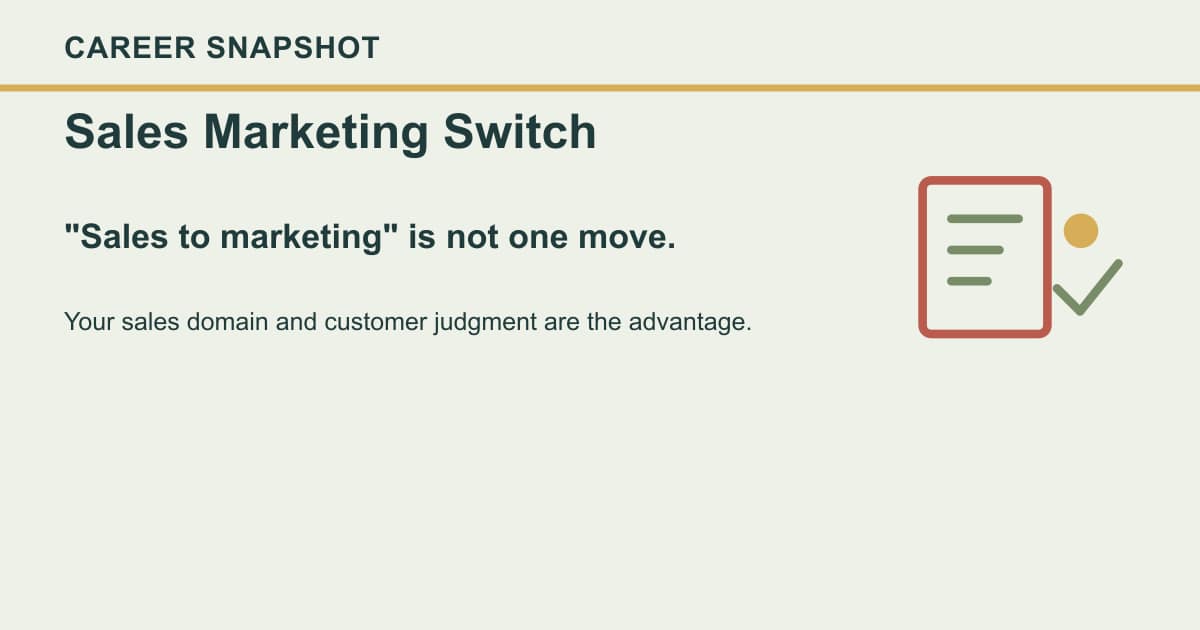 CAREER SNAPSHOT
Sales Marketing Switch
"Sales to marketing" is not one move.
Your sales domain and customer judgment are the advantage.